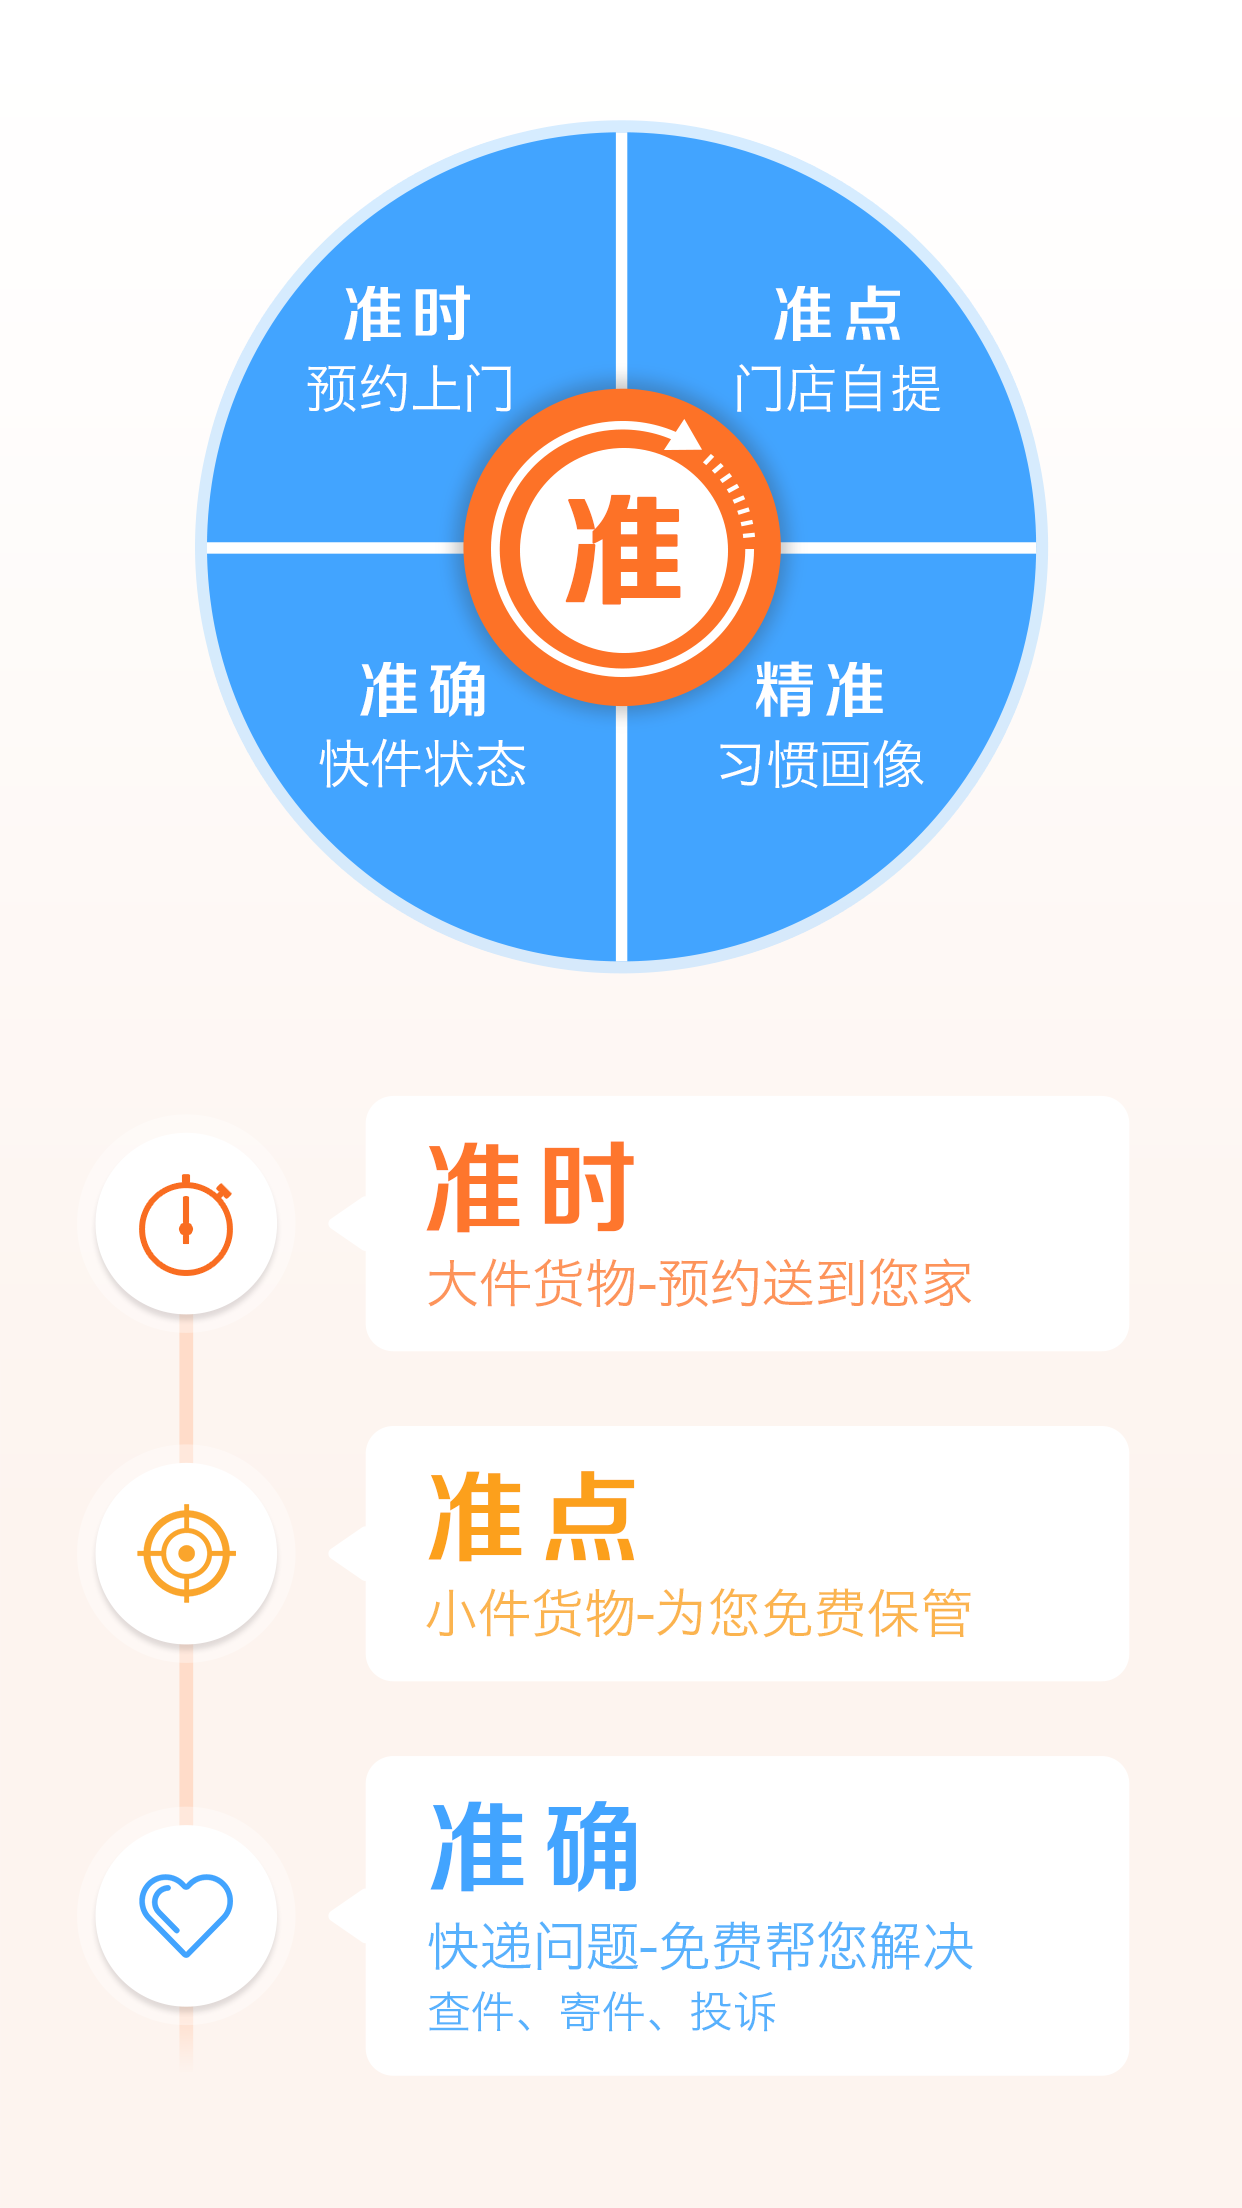 准时
预约上门
准点
门店自提
准
准确
快件状态
精准
习惯画像
准时
大件货物-预约送到您家
准点
小件货物-为您免费保管
准确
快递问题-免费帮您解决
查件、寄件、投诉